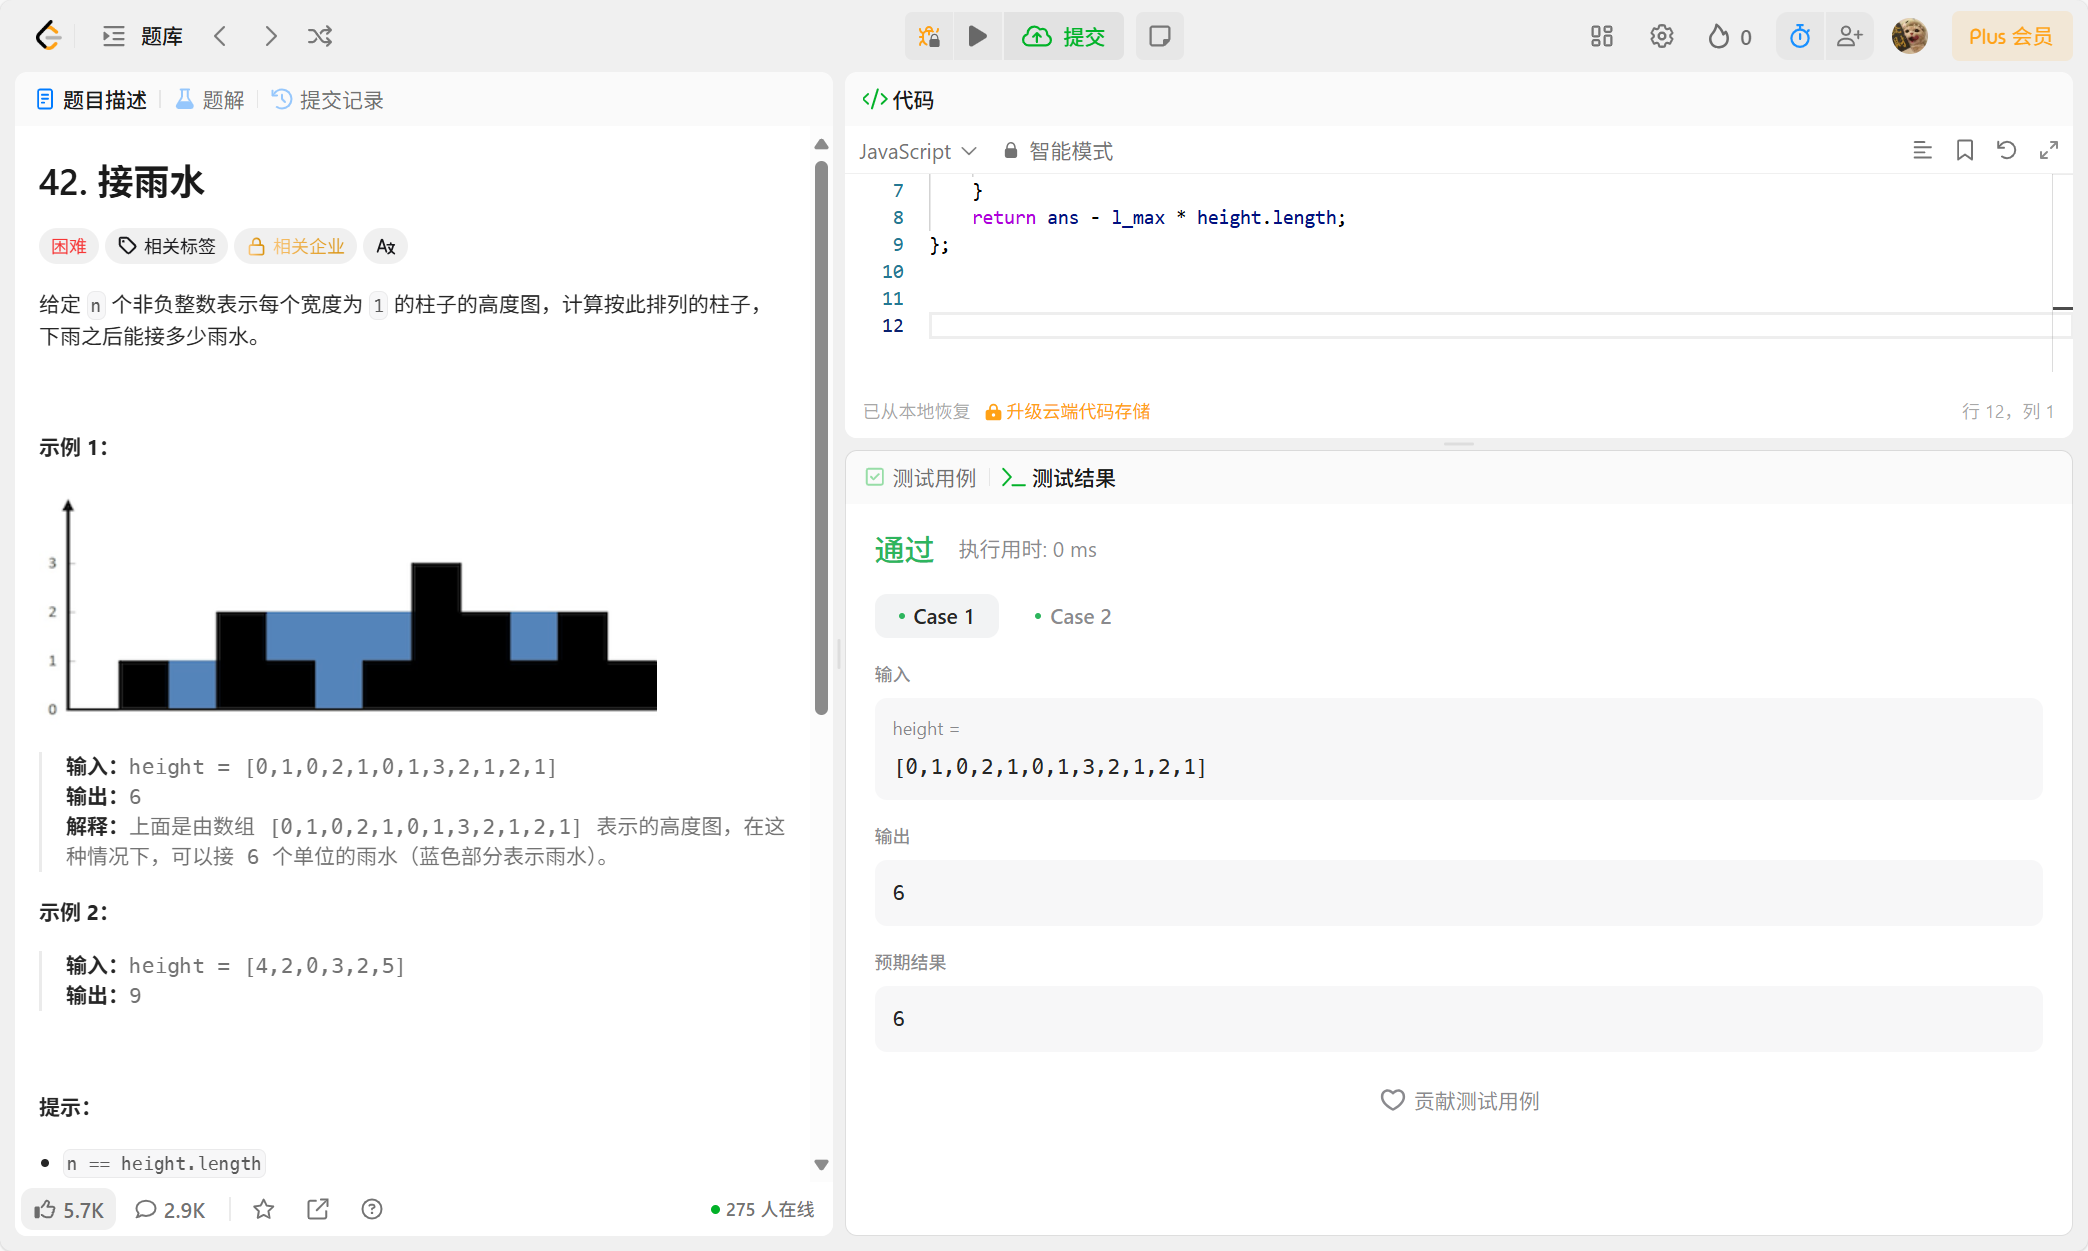 题库
提交
0
Plus 会员
题目描述
题解
提交记录
42. 接雨水
困难
相关标签
相关企业
给定 n 个非负整数表示每个宽度为 1 的柱子的高度图，计算按此排列的柱子，
下雨之后能接多少雨水。
示例 1：
3
2
1
0
输入：height = [0,1,0,2,1,0,1,3,2,1,2,1]
输出：6
解释：上面是由数组 [0,1,0,2,1,0,1,3,2,1,2,1] 表示的高度图，在这
种情况下，可以接 6 个单位的雨水（蓝色部分表示雨水）。
示例 2：
输入：height = [4,2,0,3,2,5]
输出：9
提示：
n == height.length
5.7K
2.9K
275 人在线
</> 代码
JavaScript
智能模式
7 }
8 return ans - l_max * height.length;
9 };
10
11
12
已从本地恢复
升级云端代码存储
行 12，列 1
测试用例
测试结果
通过
执行用时: 0 ms
Case 1
Case 2
输入
height =
[0,1,0,2,1,0,1,3,2,1,2,1]
输出
6
预期结果
6
贡献测试用例